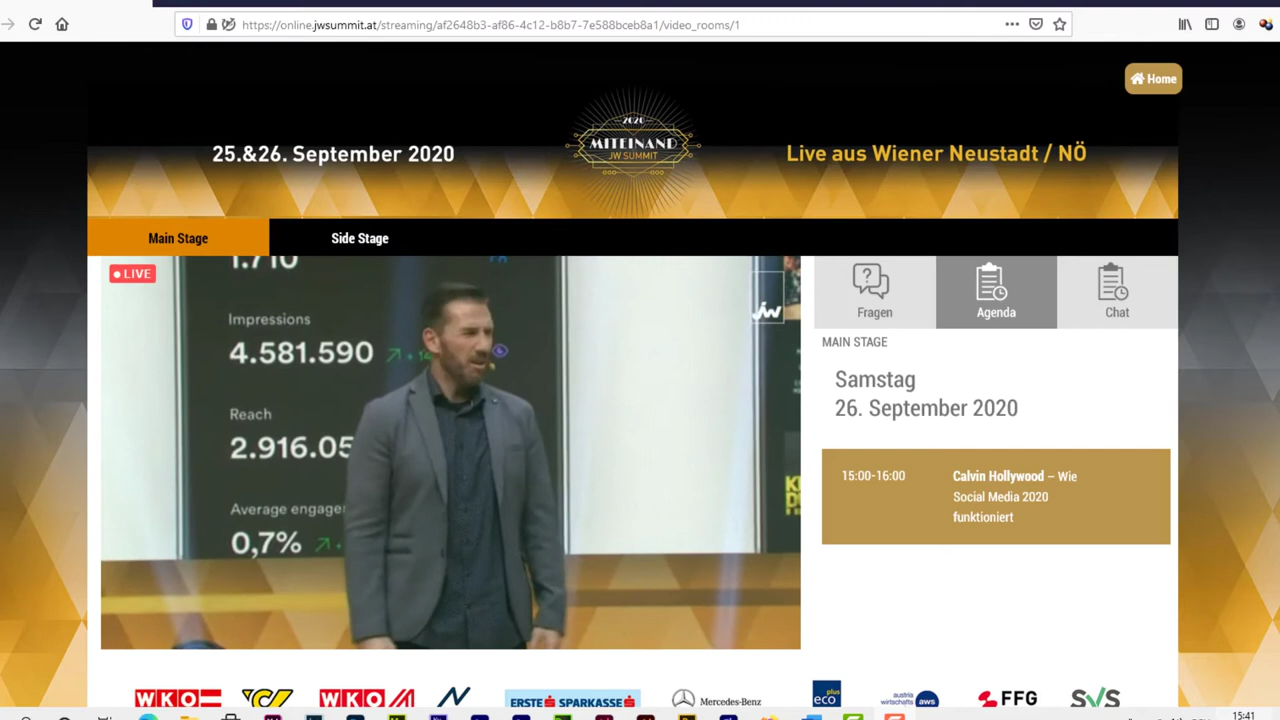 https://online.jwsummit.at/streaming/af2648b3-af86-4c12-b8b7-7e588bceb8a1/video_rooms/1
Home
25.&26. September 2020
2020
MITEINAND
JW SUMMIT
Live aus Wiener Neustadt / NÖ
Main Stage
Side Stage
LIVE
1.710
Impressions
4.581.590
Reach
2.916.05
Average engage
0,7%
jw
Fragen
Agenda
Chat
MAIN STAGE
Samstag
26. September 2020
15:00-16:00
Calvin Hollywood – Wie
Social Media 2020
funktioniert
WKO
WKO
ERSTE SPARKASSE
Mercedes-Benz
eco plus
austria wirtschaftsservice aws
FFG
SVS
15:41